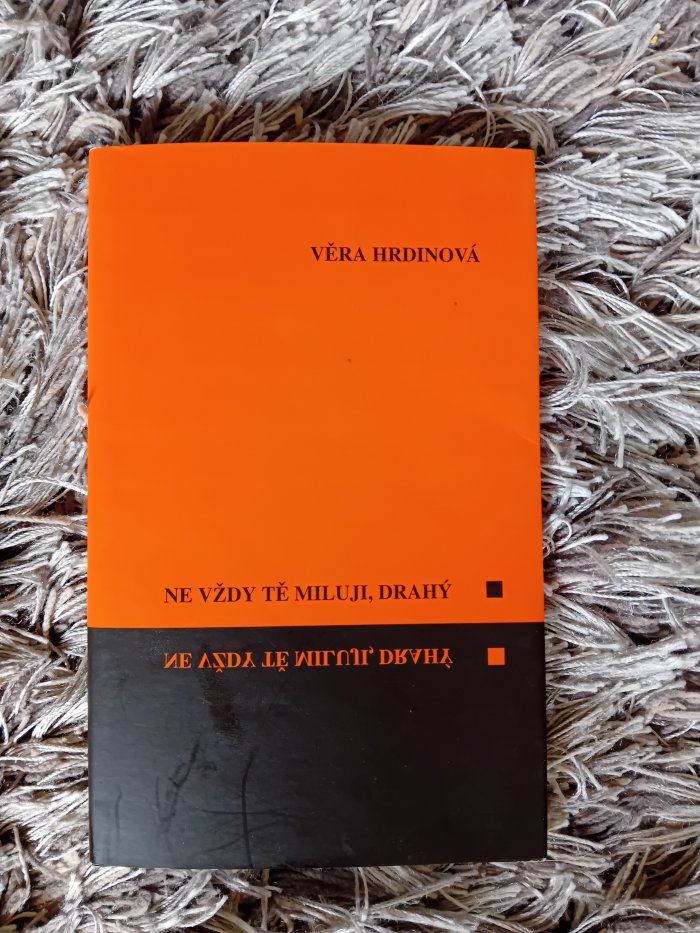 VĚRA HRDINOVÁ
NE VŽDY TĚ MILUJI, DRAHÝ
NE VŽDY TĚ MILUJI, DRAHÝ